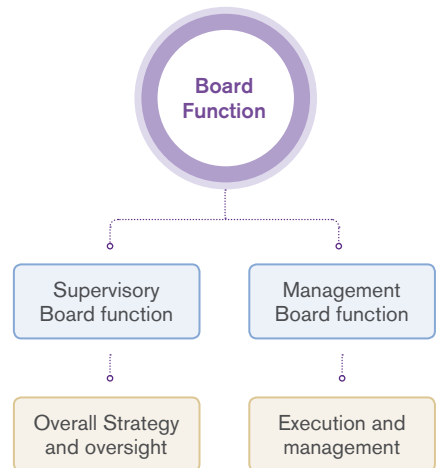 Board
Function
Supervisory
Board function
Management
Board function
Overall Strategy
and oversight
Execution and
management